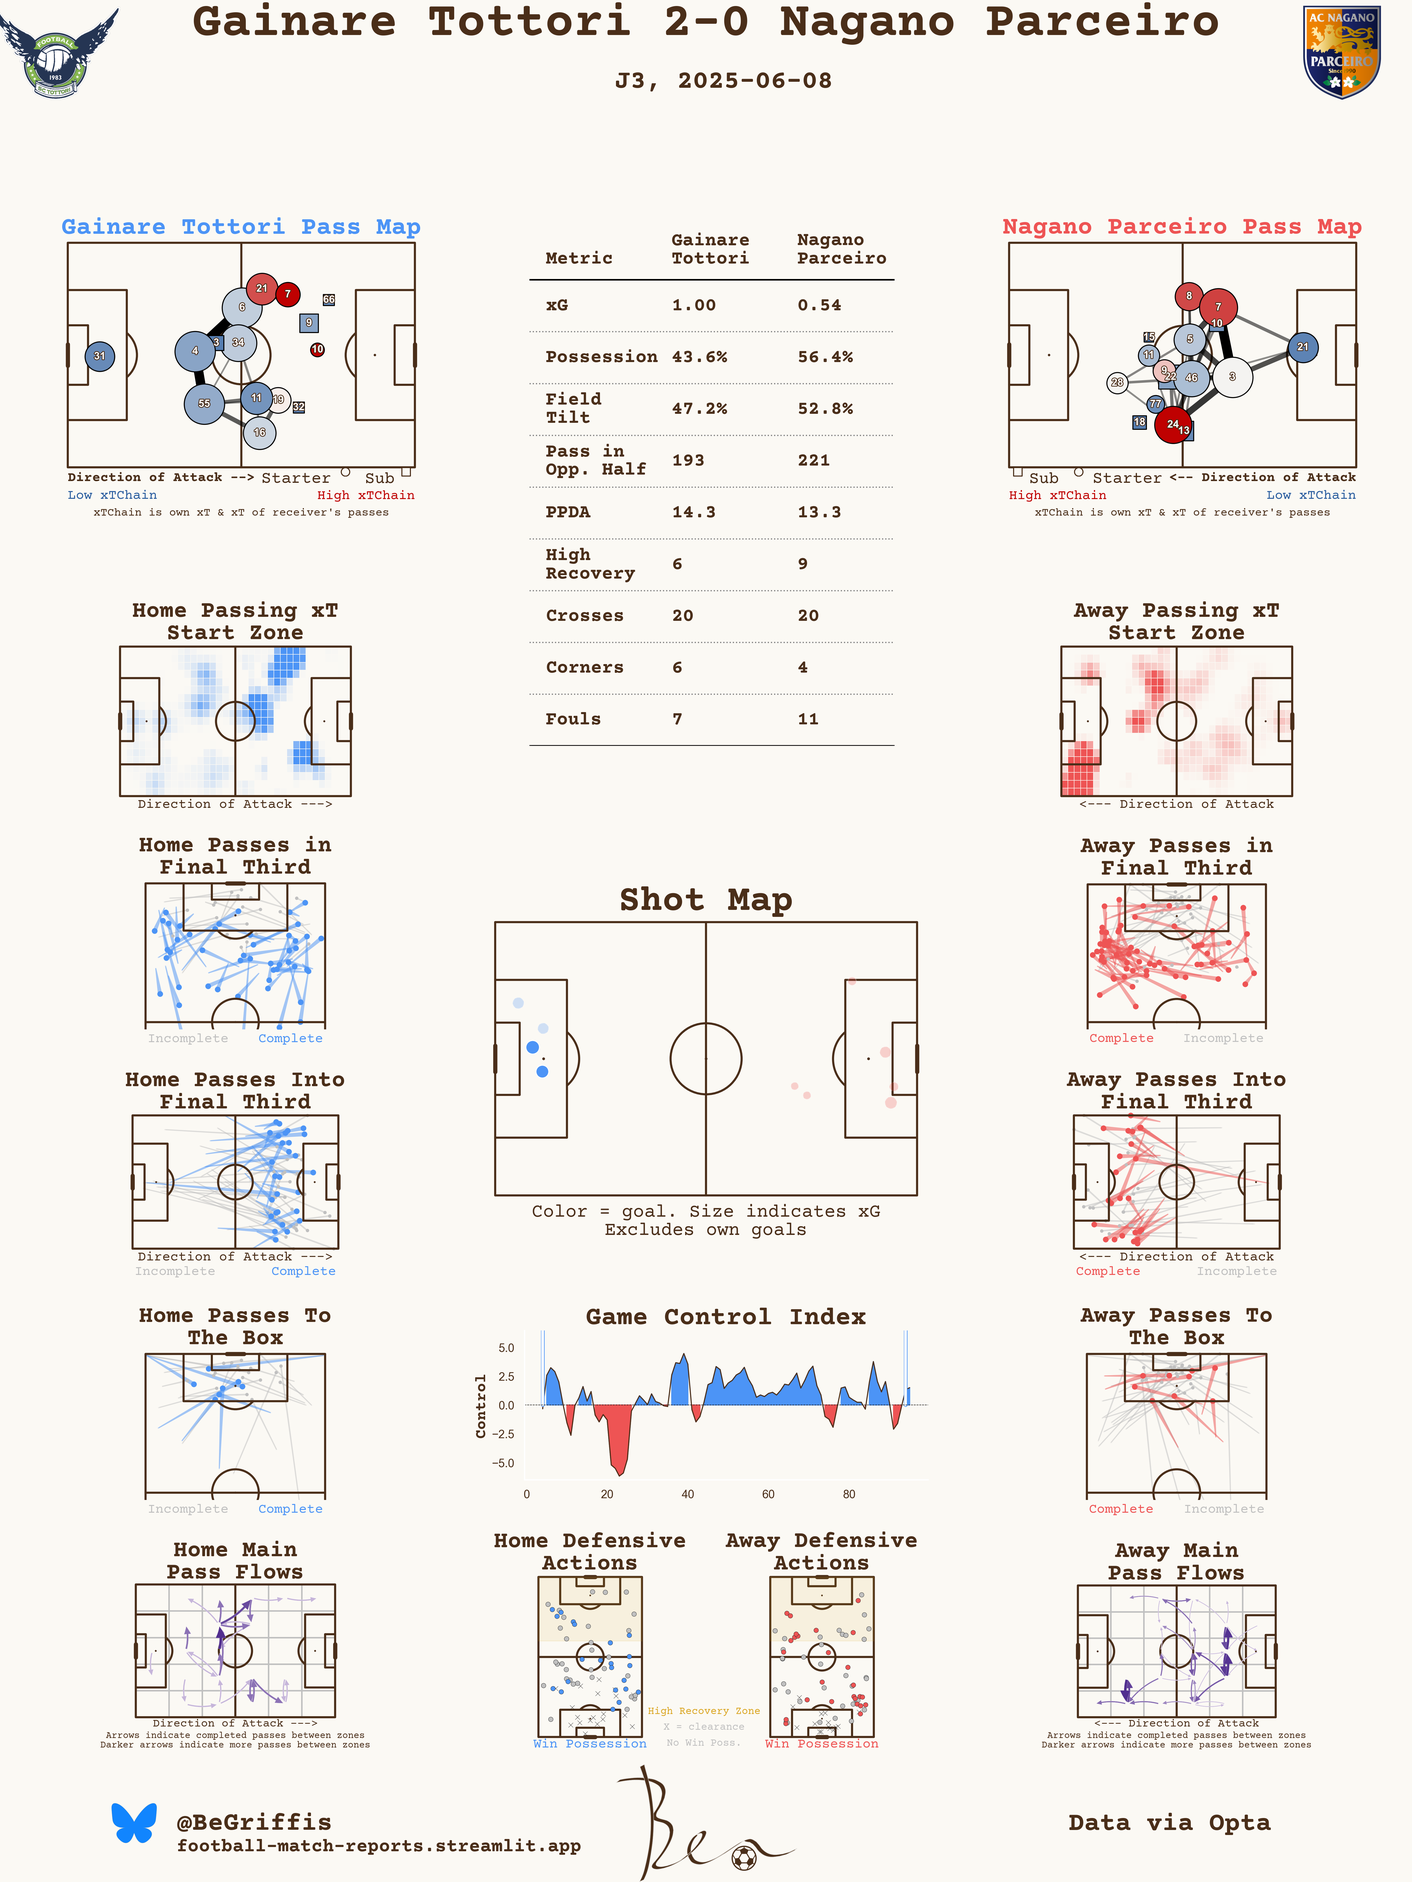 Gainare Tottori 2-0 Nagano Parceiro
J3, 2025-06-08
FOOTBALL
1983
SC TOTTORI
AC NAGANO
PARCEIRO
Gainare Tottori Pass Map
31
4
55
6
34
3
21
7
66
9
10
11
19
32
16
Direction of Attack --> Starter Sub
Low xTChain High xTChain
xTChain is own xT & xT of receiver's passes
Metric Gainare Tottori Nagano Parceiro
xG 1.00 0.54
Possession 43.6% 56.4%
Field Tilt 47.2% 52.8%
Pass in Opp. Half 193 221
PPDA 14.3 13.3
High Recovery 6 9
Crosses 20 20
Corners 6 4
Fouls 7 11
Nagano Parceiro Pass Map
8
7
10
15
5
11
21
9
22
46
3
28
77
18
24
13
Sub Starter <-- Direction of Attack
High xTChain Low xTChain
xTChain is own xT & xT of receiver's passes
Home Passing xT
Start Zone
Direction of Attack --->
Away Passing xT
Start Zone
<--- Direction of Attack
Home Passes in
Final Third
Incomplete Complete
Away Passes in
Final Third
Complete Incomplete
Shot Map
Color = goal. Size indicates xG
Excludes own goals
Home Passes Into
Final Third
Direction of Attack --->
Incomplete Complete
Away Passes Into
Final Third
<--- Direction of Attack
Complete Incomplete
Home Passes To
The Box
Incomplete Complete
Game Control Index
Control
5.0
2.5
0.0
−2.5
−5.0
0 20 40 60 80
Away Passes To
The Box
Complete Incomplete
Home Main
Pass Flows
Direction of Attack --->
Arrows indicate completed passes between zones
Darker arrows indicate more passes between zones
Home Defensive
Actions
Win Possession
Away Defensive
Actions
Win Possession
High Recovery Zone
X = clearance
No Win Poss.
Away Main
Pass Flows
<--- Direction of Attack
Arrows indicate completed passes between zones
Darker arrows indicate more passes between zones
@BeGriffis
football-match-reports.streamlit.app
Ben
Data via Opta